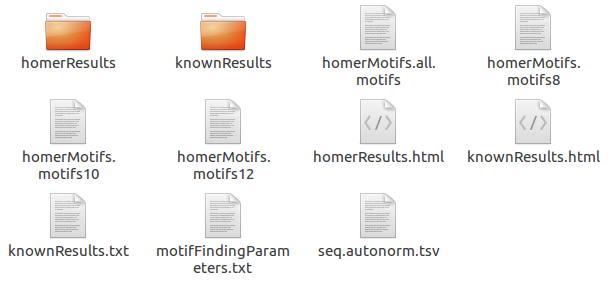 homerResults
knownResults
homerMotifs.all.
motifs
homerMotifs.
motifs8
homerMotifs.
motifs10
homerMotifs.
motifs12
homerResults.html
knownResults.html
knownResults.txt
motifFindingParam
eters.txt
seq.autonorm.tsv